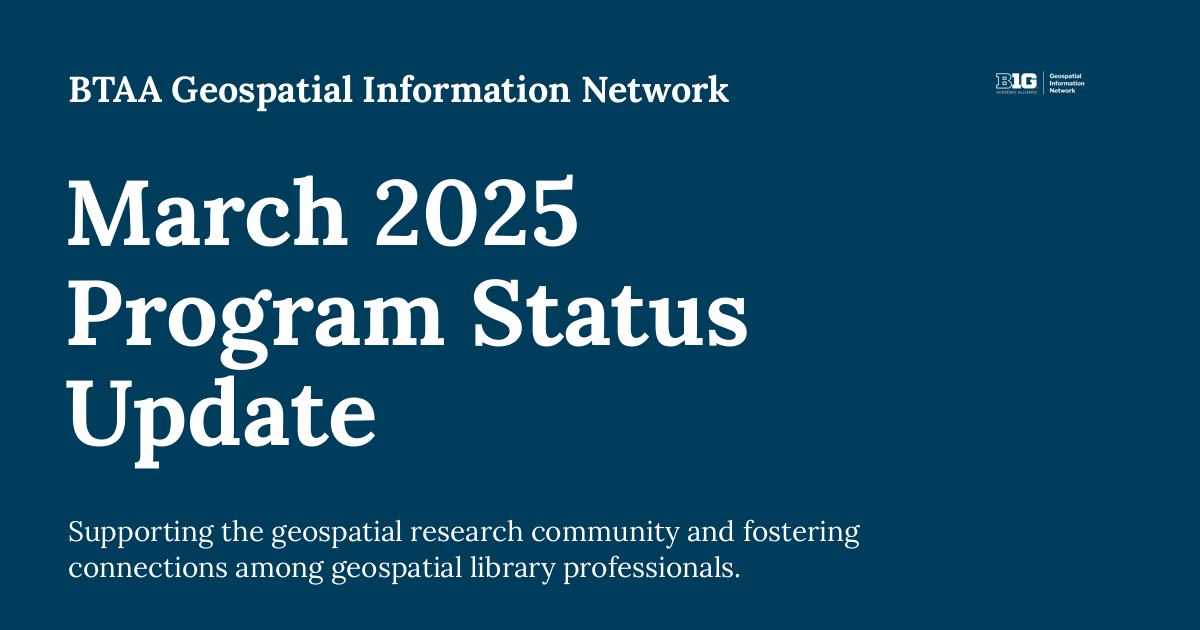 BTAA Geospatial Information Network
B1G
ACADEMIC ALLIANCE
Geospatial
Information
Network
March 2025
Program Status
Update
Supporting the geospatial research community and fostering
connections among geospatial library professionals.